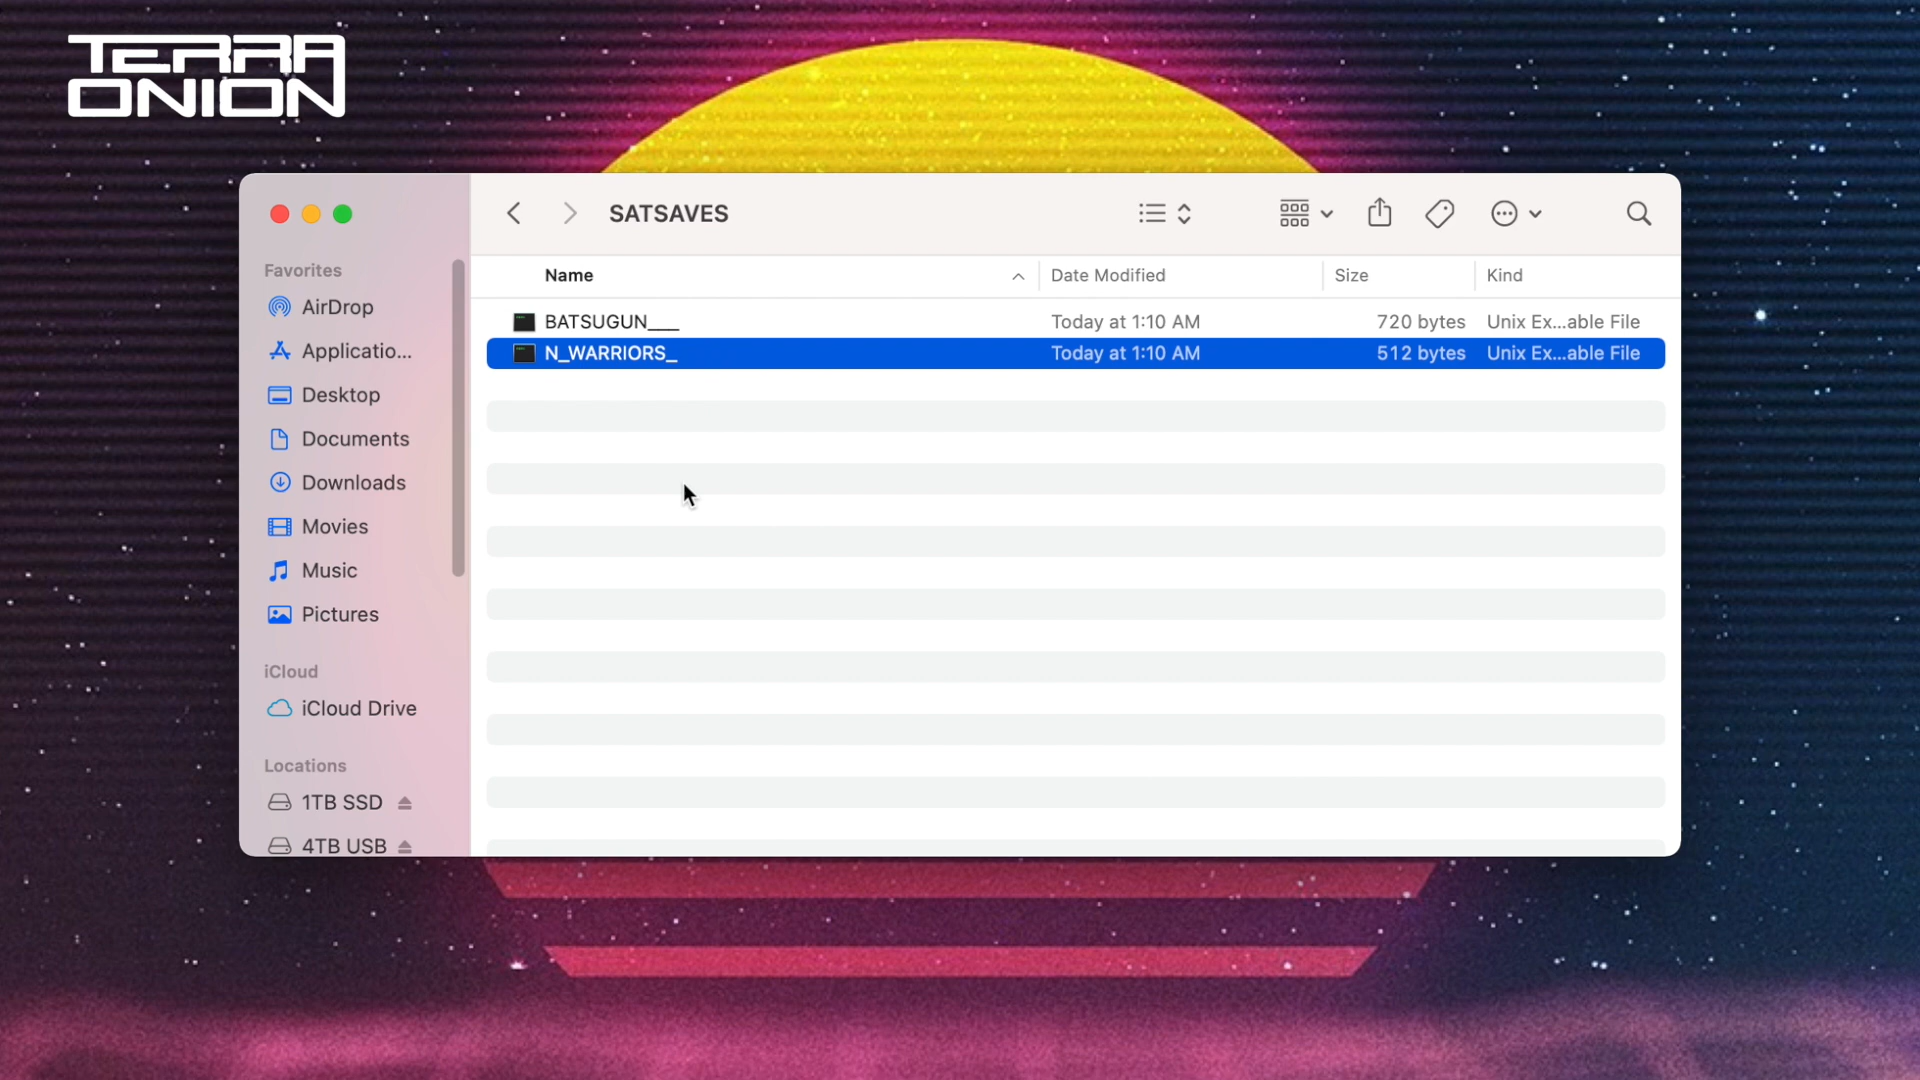 TERRA
ONION
SATSAVES
Favorites
AirDrop
Applicatio...
Desktop
Documents
Downloads
Movies
Music
Pictures
iCloud
iCloud Drive
Locations
1TB SSD
4TB USB
Name Date Modified Size Kind
BATSUGUN___ Today at 1:10 AM 720 bytes Unix Ex...able File
N_WARRIORS_ Today at 1:10 AM 512 bytes Unix Ex...able File